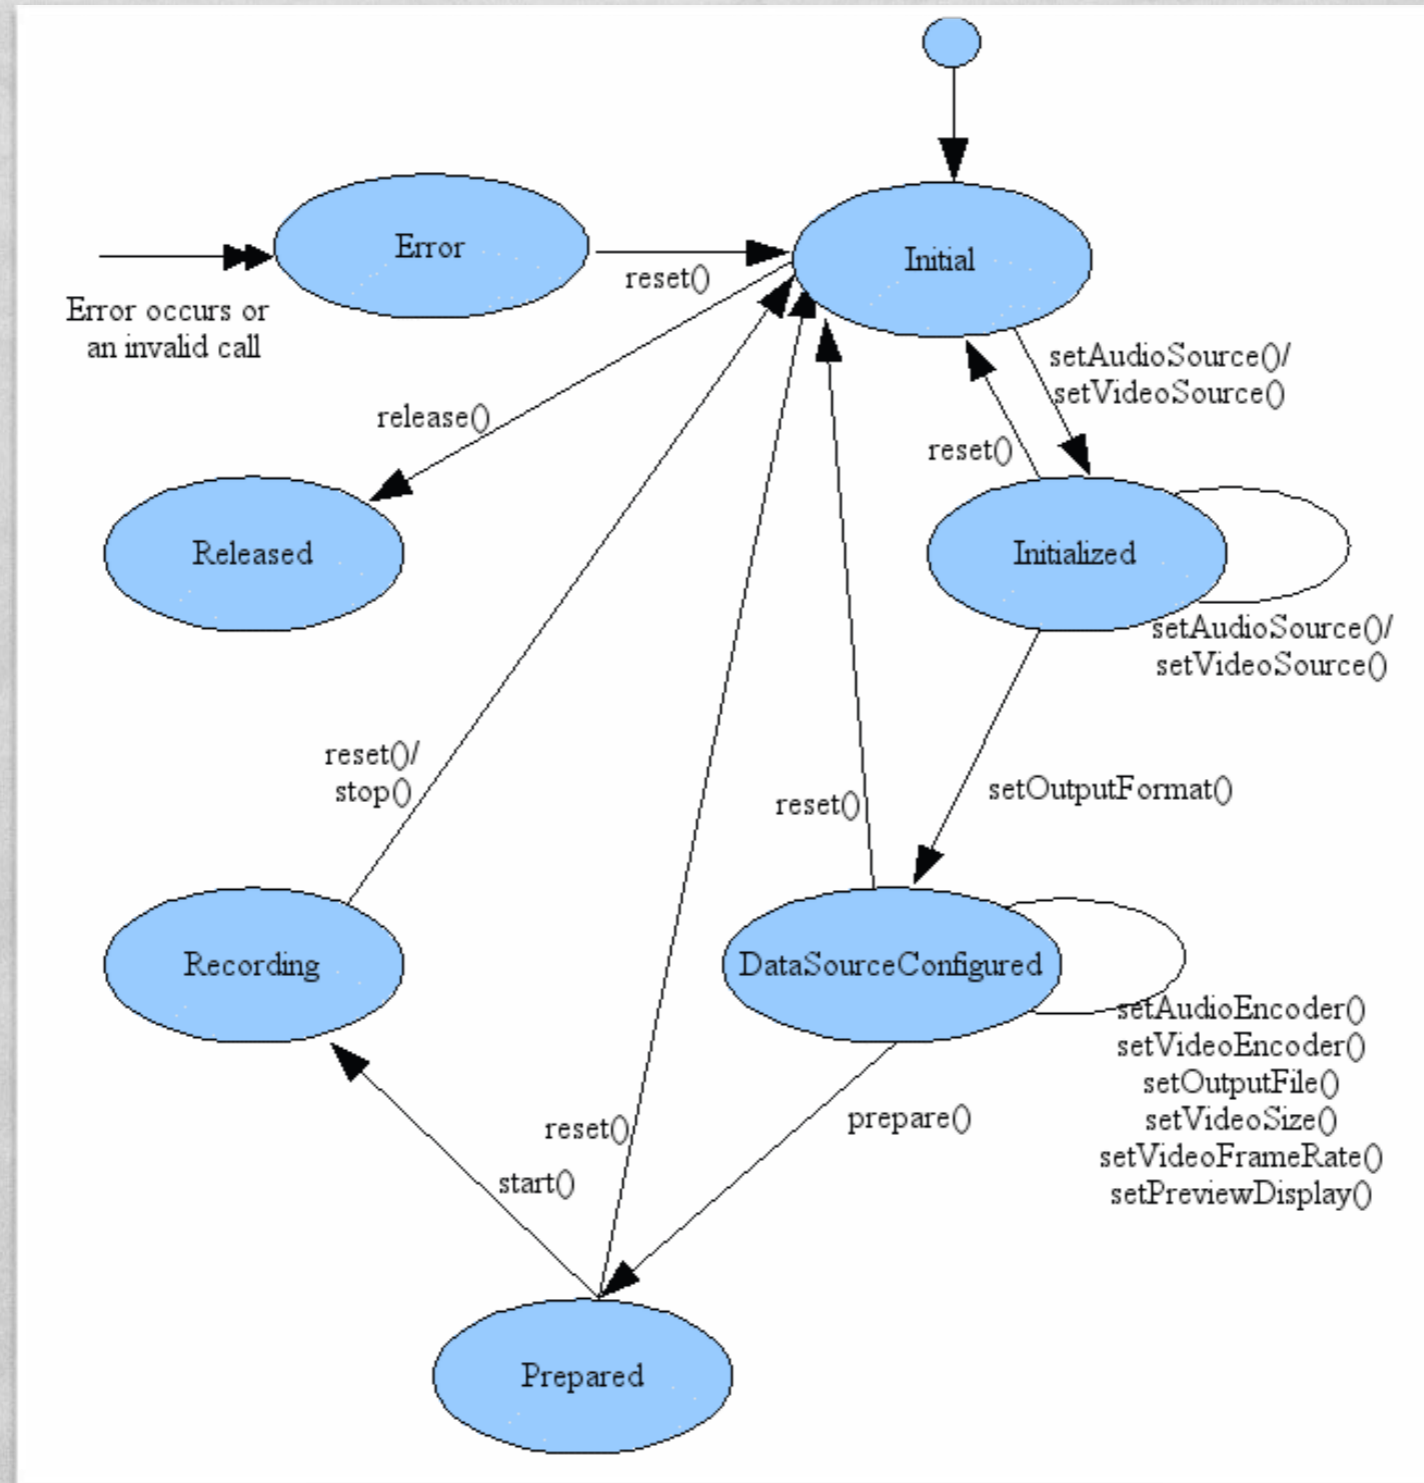 Error
Initial
reset()
Error occurs or
an invalid call
setAudioSource()/
setVideoSource()
release()
reset()
Released
Initialized
setAudioSource()/
setVideoSource()
reset()/
stop()
setOutputFormat()
reset()
Recording
DataSourceConfigured
setAudioEncoder()
setVideoEncoder()
setOutputFile()
setVideoSize()
setVideoFrameRate()
setPreviewDisplay()
prepare()
reset()
start()
Prepared